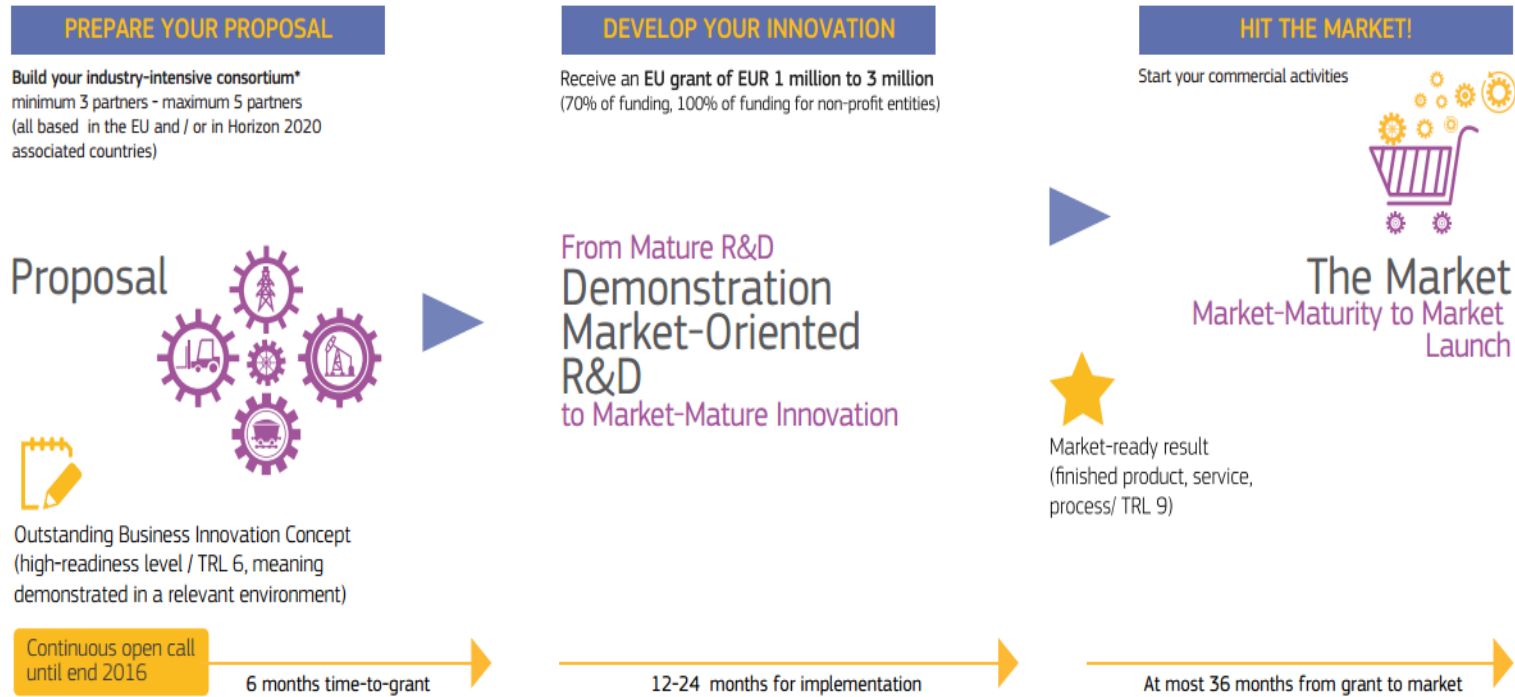 PREPARE YOUR PROPOSAL
Build your industry-intensive consortium*
minimum 3 partners - maximum 5 partners
(all based in the EU and / or in Horizon 2020
associated countries)
Proposal
Outstanding Business Innovation Concept
(high-readiness level / TRL 6, meaning
demonstrated in a relevant environment)
Continuous open call
until end 2016
6 months time-to-grant
DEVELOP YOUR INNOVATION
Receive an EU grant of EUR 1 million to 3 million
(70% of funding, 100% of funding for non-profit entities)
From Mature R&D
Demonstration
Market-Oriented
R&D
to Market-Mature Innovation
12-24 months for implementation
HIT THE MARKET!
Start your commercial activities
The Market
Market-Maturity to Market
Launch
Market-ready result
(finished product, service,
process/ TRL 9)
At most 36 months from grant to market